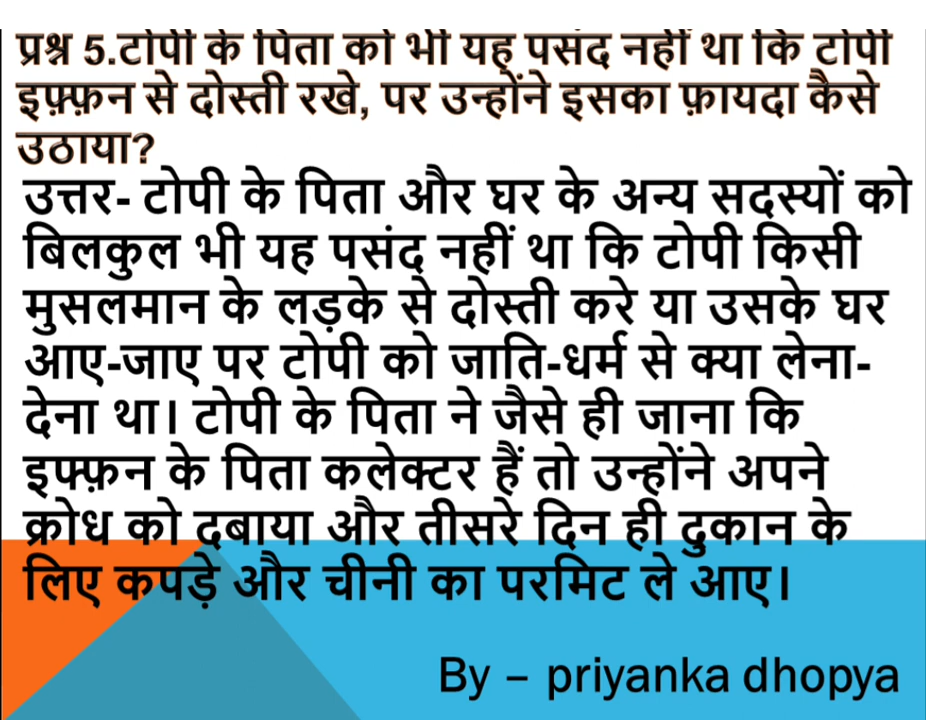 प्रश्न 5.टोपी के पिता को भी यह पसंद नहीं था कि टोपी
इफ़्फ़न से दोस्ती रखे, पर उन्होंने इसका फ़ायदा कैसे
उठाया?
उत्तर- टोपी के पिता और घर के अन्य सदस्यों को
बिलकुल भी यह पसंद नहीं था कि टोपी किसी
मुसलमान के लड़के से दोस्ती करे या उसके घर
आए-जाए पर टोपी को जाति-धर्म से क्या लेना-
देना था। टोपी के पिता ने जैसे ही जाना कि
इफ्फ़न के पिता कलेक्टर हैं तो उन्होंने अपने
क्रोध को दबाया और तीसरे दिन ही दुकान के
लिए कपड़े और चीनी का परमिट ले आए।
By – priyanka dhopya